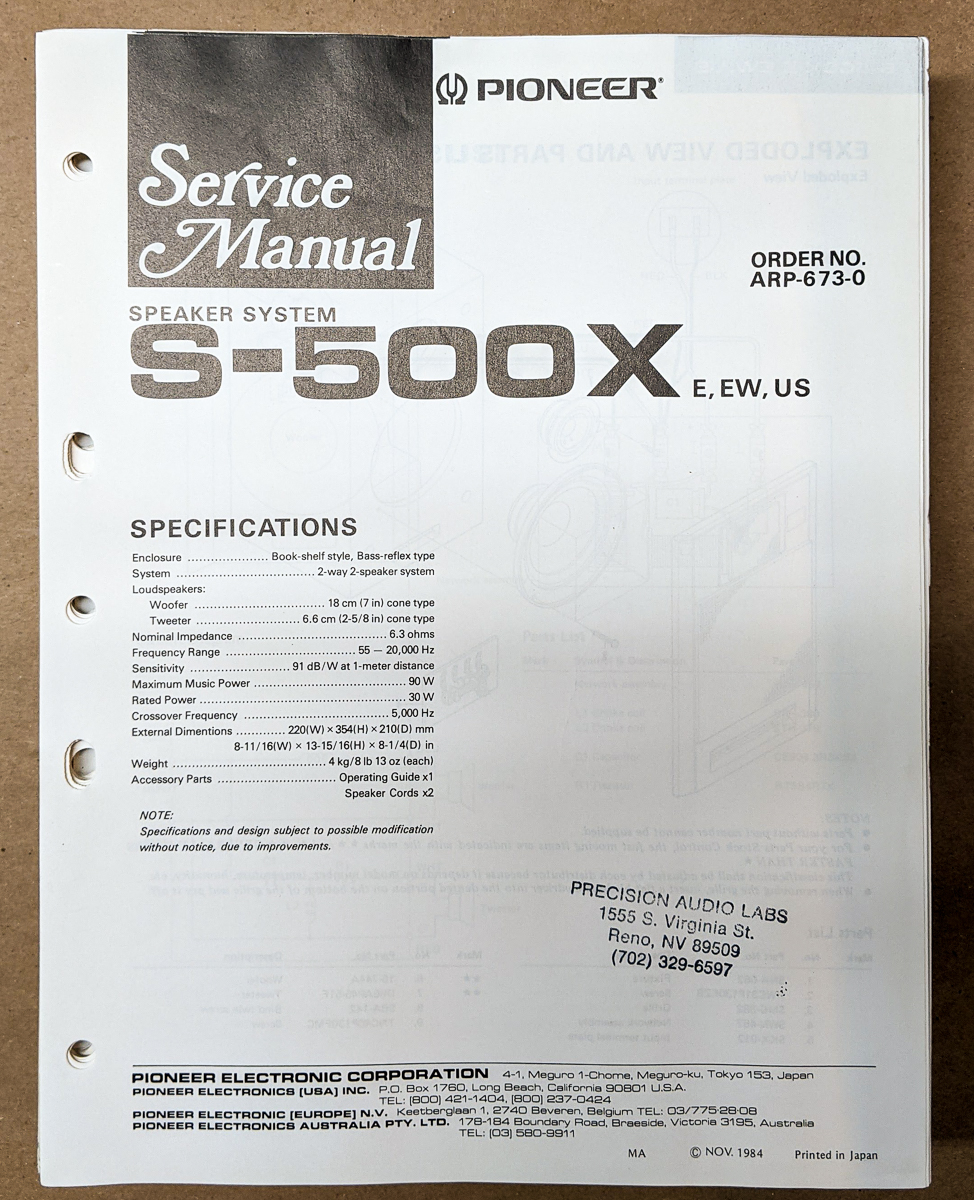 Service
Manual
PIONEER®
ORDER NO.
ARP-673-0
SPEAKER SYSTEM
S-500X E, EW, US
SPECIFICATIONS
Enclosure ..................... Book-shelf style, Bass-reflex type
System .................................... 2-way 2-speaker system
Loudspeakers:
Woofer .................................. 18 cm (7 in) cone type
Tweeter ........................... 6.6 cm (2-5/8 in) cone type
Nominal Impedance ....................................... 6.3 ohms
Frequency Range .................................. 55 — 20,000 Hz
Sensitivity .......................... 91 dB/W at 1-meter distance
Maximum Music Power ........................................ 90 W
Rated Power ...................................................... 30 W
Crossover Frequency ...................................... 5,000 Hz
External Dimentions ............. 220(W) × 354(H) × 210(D) mm
8-11/16(W) × 13-15/16(H) × 8-1/4(D) in
Weight ........................................ 4 kg/8 lb 13 oz (each)
Accessory Parts ............................... Operating Guide x1
Speaker Cords x2
NOTE:
Specifications and design subject to possible modification
without notice, due to improvements.
PRECISION AUDIO LABS
1555 S. Virginia St.
Reno, NV 89509
(702) 329-6597
PIONEER ELECTRONIC CORPORATION 4-1, Meguro 1-Chome, Meguro-ku, Tokyo 153, Japan
PIONEER ELECTRONICS [USA] INC. P.O. Box 1760, Long Beach, California 90801 U.S.A.
TEL: [800] 421-1404, [800] 237-0424
PIONEER ELECTRONIC [EUROPE] N.V. Keetberglaan 1, 2740 Beveren, Belgium TEL: 03/775·28·08
PIONEER ELECTRONICS AUSTRALIA PTY. LTD. 178-184 Boundary Road, Braeside, Victoria 3195, Australia
TEL: [03] 580-9911
MA © NOV. 1984 Printed in Japan